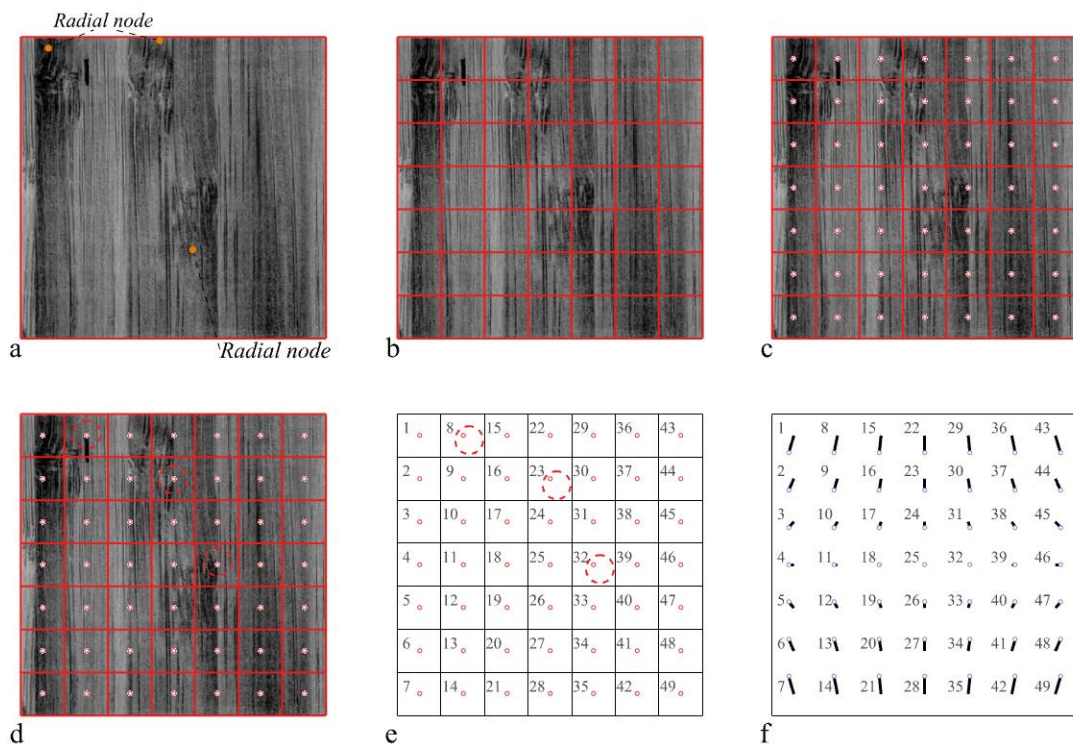 Radial node
a
Radial node
b
c
d
1 8 15 22 29 36 43
2 9 16 23 30 37 44
3 10 17 24 31 38 45
4 11 18 25 32 39 46
5 12 19 26 33 40 47
6 13 20 27 34 41 48
7 14 21 28 35 42 49
e
1 8 15 22 29 36 43
2 9 16 23 30 37 44
3 10 17 24 31 38 45
4 11 18 25 32 39 46
5 12 19 26 33 40 47
6 13 20 27 34 41 48
7 14 21 28 35 42 49
f